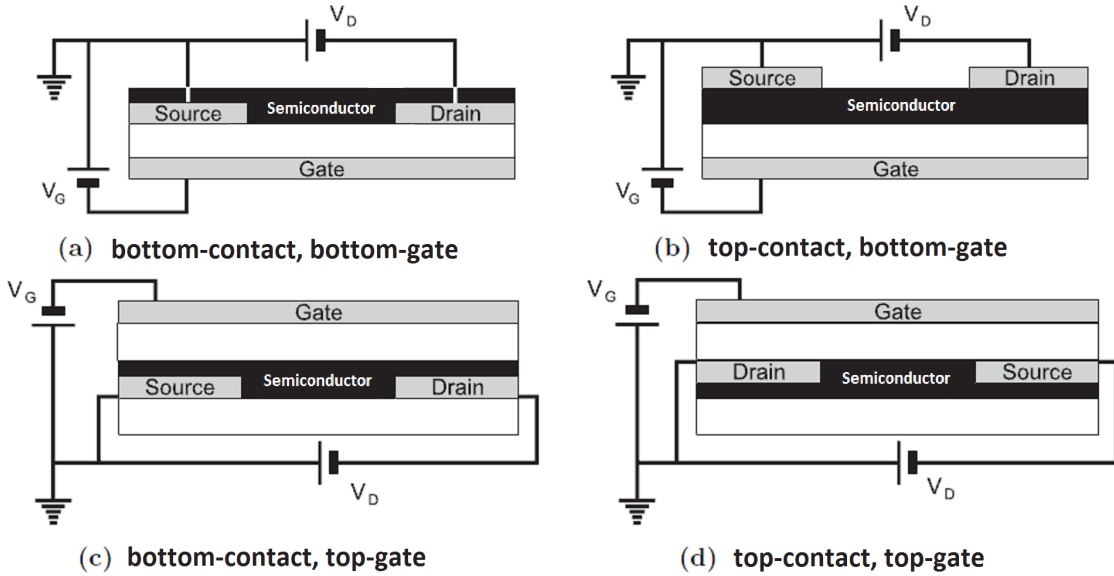 V_D
Source Semiconductor Drain
Gate
V_G
(a) bottom-contact, bottom-gate
V_D
Source Drain
Semiconductor
Gate
V_G
(b) top-contact, bottom-gate
V_G
Gate
Source Semiconductor Drain
V_D
(c) bottom-contact, top-gate
V_G
Gate
Drain Semiconductor Source
V_D
(d) top-contact, top-gate